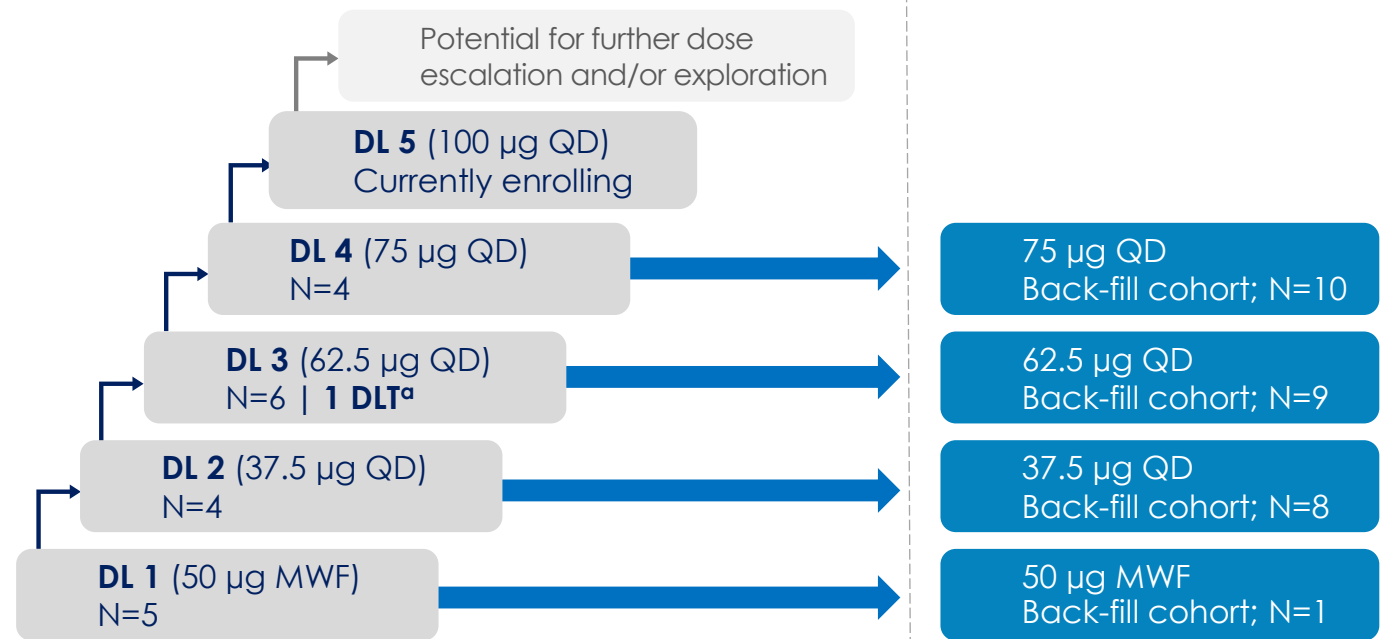 Potential for further dose
escalation and/or exploration
DL 5 (100 µg QD)
Currently enrolling
DL 4 (75 µg QD)
N=4
75 µg QD
Back-fill cohort; N=10
DL 3 (62.5 µg QD)
N=6 | 1 DLTᵃ
62.5 µg QD
Back-fill cohort; N=9
DL 2 (37.5 µg QD)
N=4
37.5 µg QD
Back-fill cohort; N=8
DL 1 (50 µg MWF)
N=5
50 µg MWF
Back-fill cohort; N=1